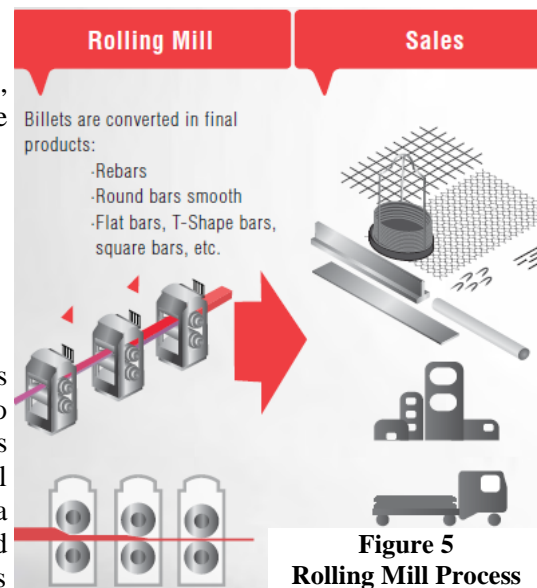 Rolling Mill
Sales
,
e
Billets are converted in final
products:
-Rebars
-Round bars smooth
-Flat bars, T-Shape bars,
square bars, etc.
s
o
s
l
a
d
s
Figure 5
Rolling Mill Process